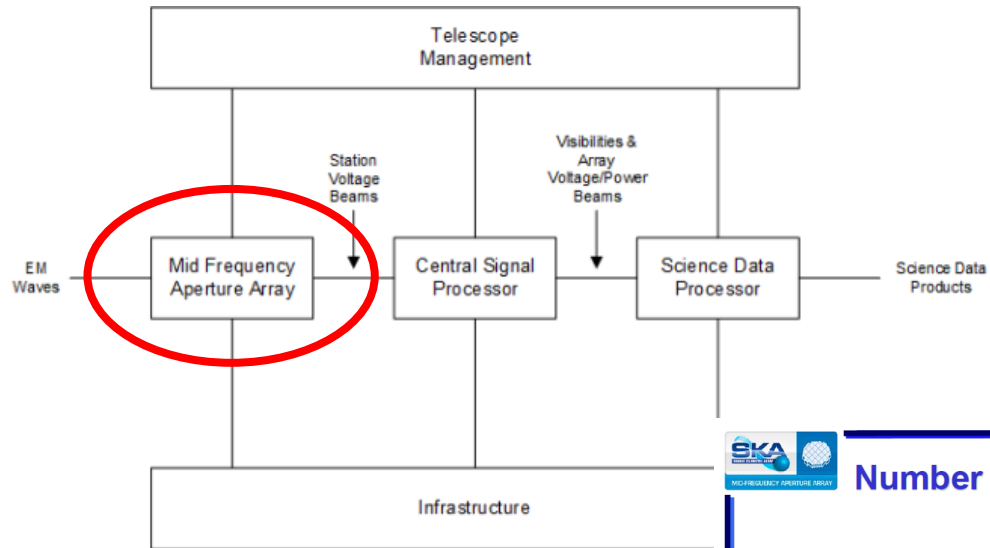 Telescope
Management
Station
Voltage
Beams
Visibilities &
Array
Voltage/Power
Beams
EM
Waves
Mid Frequency
Aperture Array
Central Signal
Processor
Science Data
Processor
Science Data
Products
SKA
MID-FREQUENCY APERTURE ARRAY
Number
Infrastructure